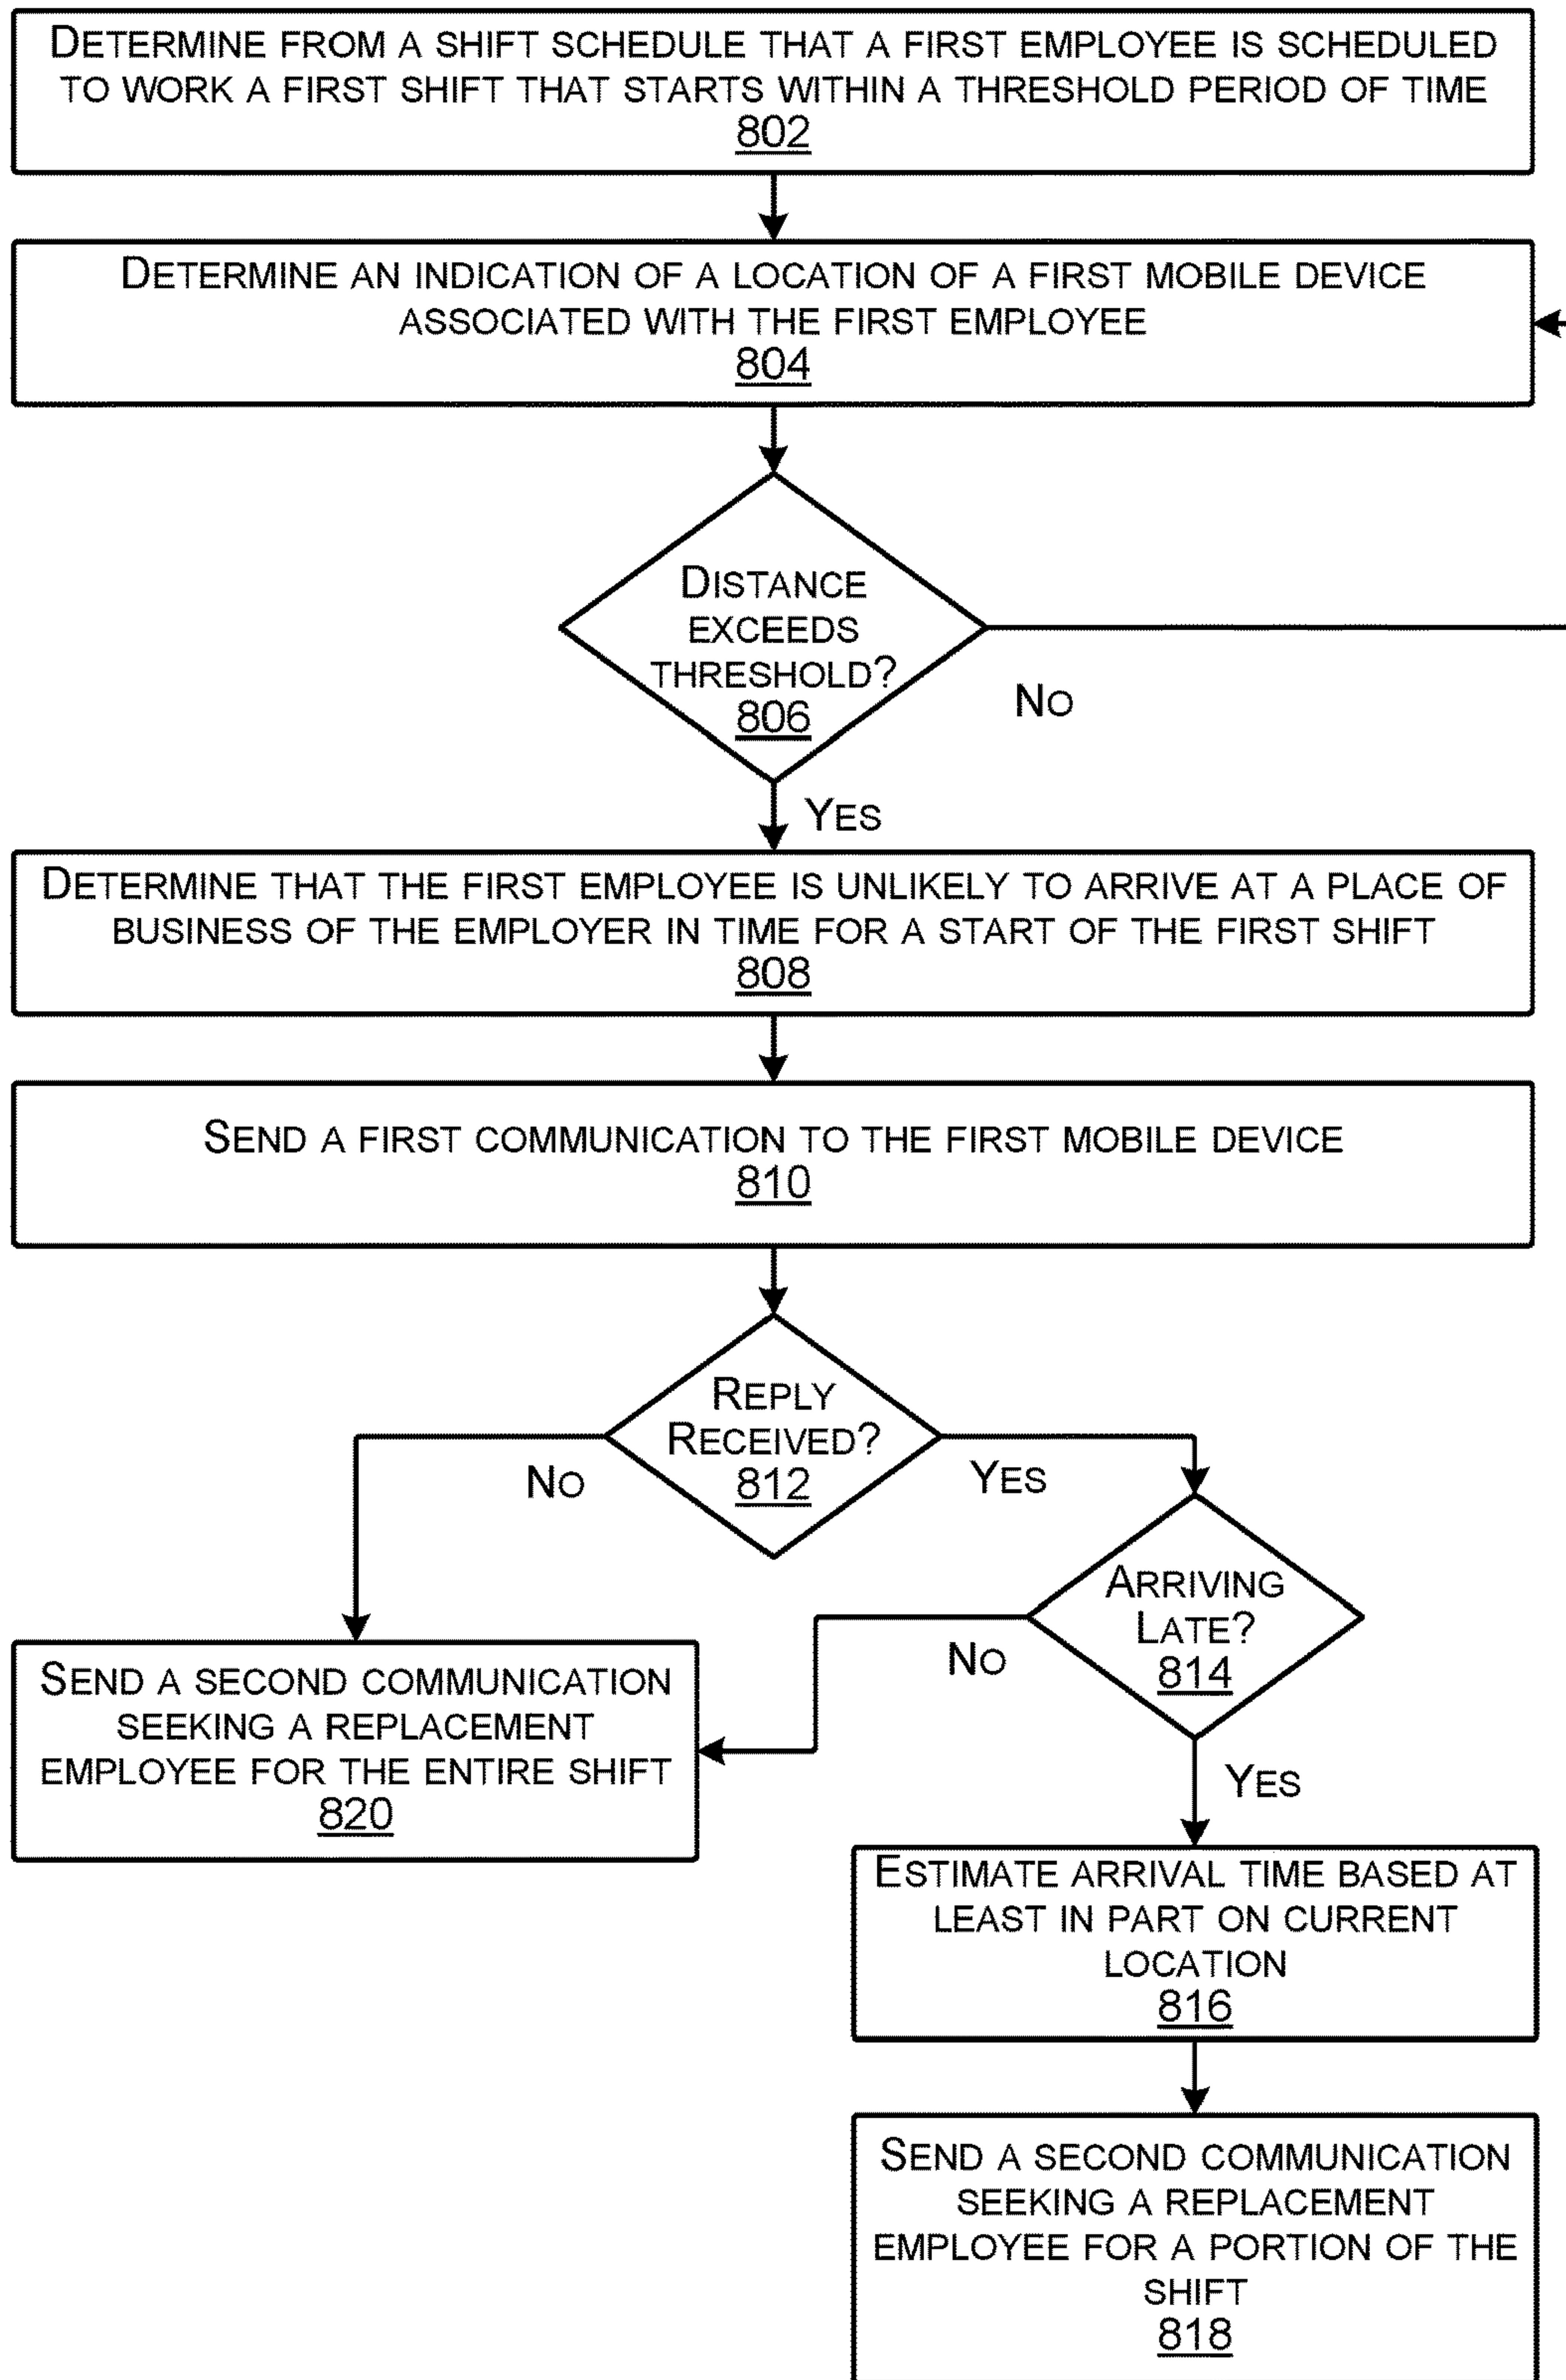 DETERMINE FROM A SHIFT SCHEDULE THAT A FIRST EMPLOYEE IS SCHEDULED
TO WORK A FIRST SHIFT THAT STARTS WITHIN A THRESHOLD PERIOD OF TIME
802
DETERMINE AN INDICATION OF A LOCATION OF A FIRST MOBILE DEVICE
ASSOCIATED WITH THE FIRST EMPLOYEE
804
DISTANCE
EXCEEDS
THRESHOLD?
806
NO
YES
DETERMINE THAT THE FIRST EMPLOYEE IS UNLIKELY TO ARRIVE AT A PLACE OF
BUSINESS OF THE EMPLOYER IN TIME FOR A START OF THE FIRST SHIFT
808
SEND A FIRST COMMUNICATION TO THE FIRST MOBILE DEVICE
810
REPLY
RECEIVED?
812
NO
YES
ARRIVING
LATE?
814
NO
YES
SEND A SECOND COMMUNICATION
SEEKING A REPLACEMENT
EMPLOYEE FOR THE ENTIRE SHIFT
820
ESTIMATE ARRIVAL TIME BASED AT
LEAST IN PART ON CURRENT
LOCATION
816
SEND A SECOND COMMUNICATION
SEEKING A REPLACEMENT
EMPLOYEE FOR A PORTION OF THE
SHIFT
818